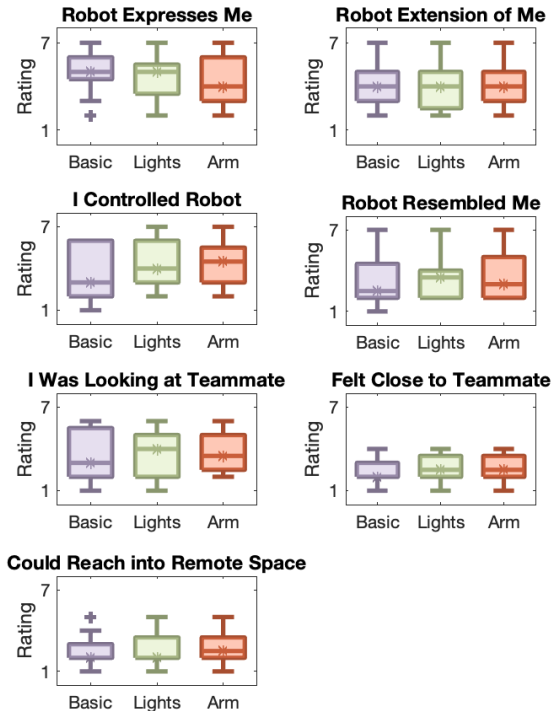 Robot Expresses Me
7
1
Rating
Basic Lights Arm
Robot Extension of Me
7
1
Rating
Basic Lights Arm
I Controlled Robot
7
1
Rating
Basic Lights Arm
Robot Resembled Me
7
1
Rating
Basic Lights Arm
I Was Looking at Teammate
7
1
Rating
Basic Lights Arm
Felt Close to Teammate
7
1
Rating
Basic Lights Arm
Could Reach into Remote Space
7
1
Rating
Basic Lights Arm